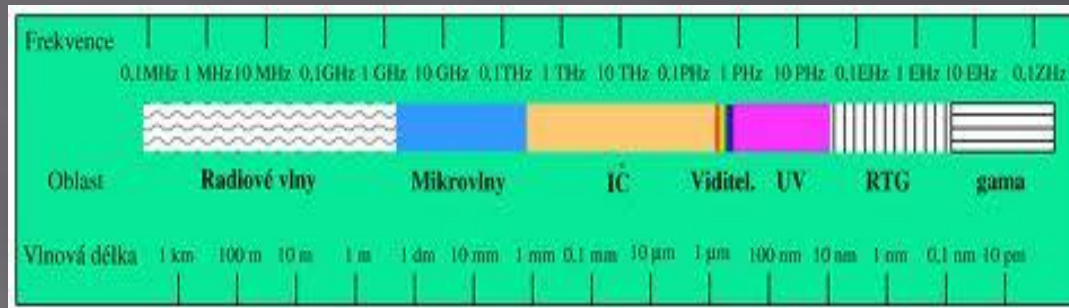 Frekvence
0,1MHz 1 MHz 10 MHz 0,1GHz 1 GHz 10 GHz 0,1THz 1 THz 10 THz 0,1PHz 1 PHz 10 PHz 0,1EHz 1 EHz 10 EHz 0,1ZHz
Oblast Radiové vlny Mikrovlny IČ Viditel. UV RTG gama
Vlnová délka 1 km 100 m 10 m 1 m 1 dm 10 mm 1 mm 0,1 mm 10 μm 1 μm 100 nm 10 nm 1 nm 0,1 nm 10 pm